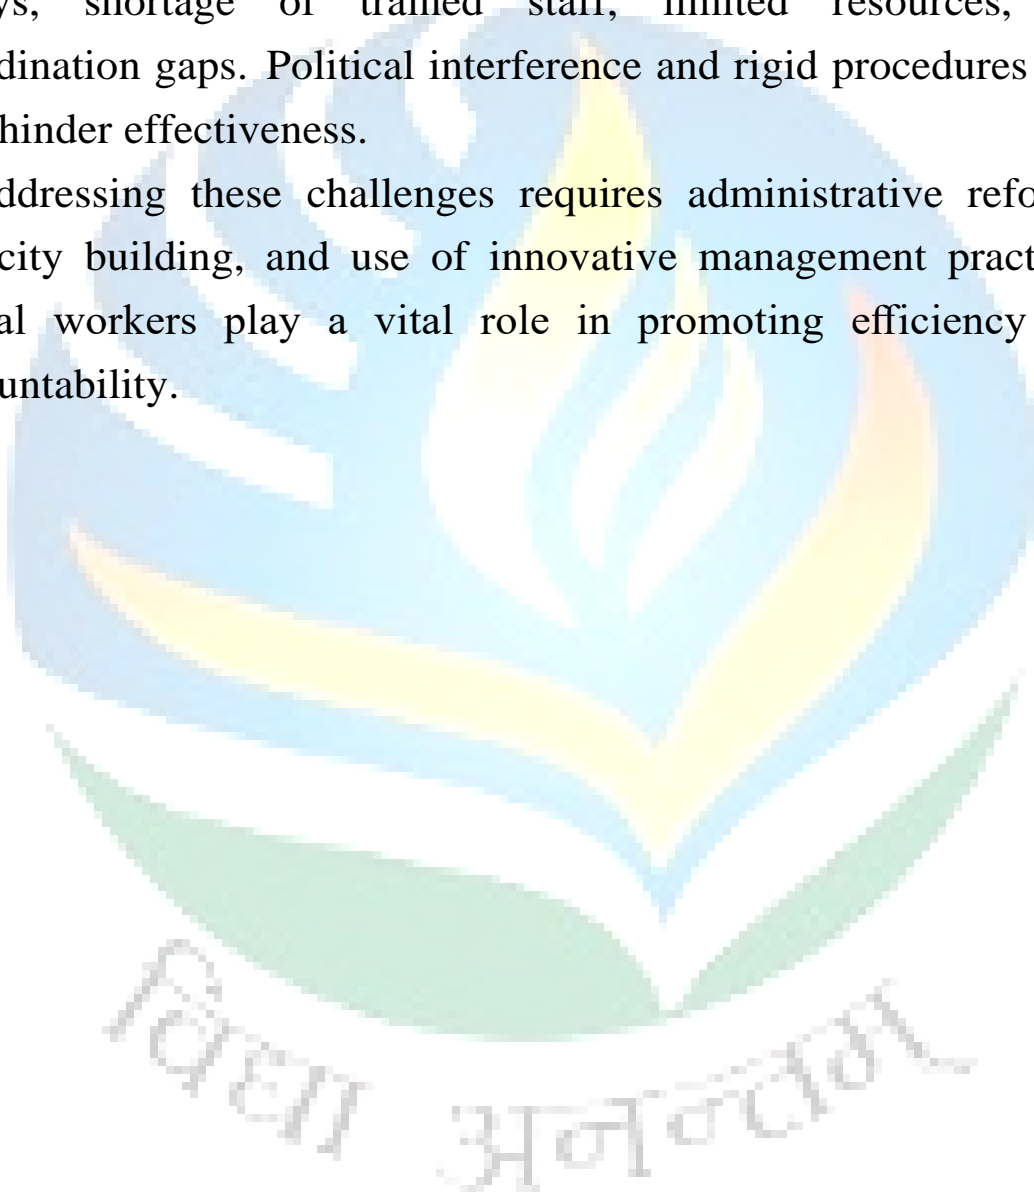 ys, shortage of trained staff, limited resources,
dination gaps. Political interference and rigid procedures
hinder effectiveness.
ddressing these challenges requires administrative refo
city building, and use of innovative management pract
al workers play a vital role in promoting efficiency
untability.
विद्या अनन्तम्